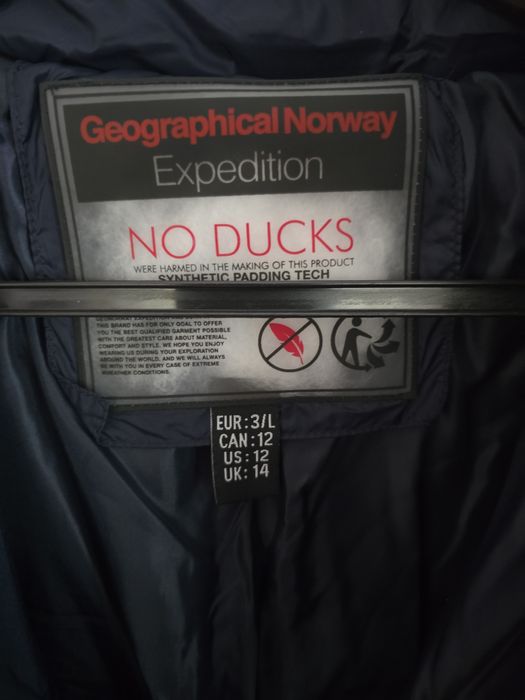 Geographical Norway
Expedition
NO DUCKS
WERE HARMED IN THE MAKING OF THIS PRODUCT
SYNTHETIC PADDING TECH
THIS BRAND HAS FOR ONLY GOAL TO OFFER
YOU THE BEST QUALIFIED GARMENT POSSIBLE
WITH THE GREATEST CARE ABOUT MATERIAL,
COMFORT AND STYLE. WE HOPE YOU ENJOY
WEARING US DURING YOUR EXPLORATION
AROUND THE WORLD. AND WE WILL ALWAYS
BE WITH YOU IN EVERY CASE OF EXTREME
WHEATHER CONDITIONS.
EUR:3/L
CAN:12
US:12
UK:14